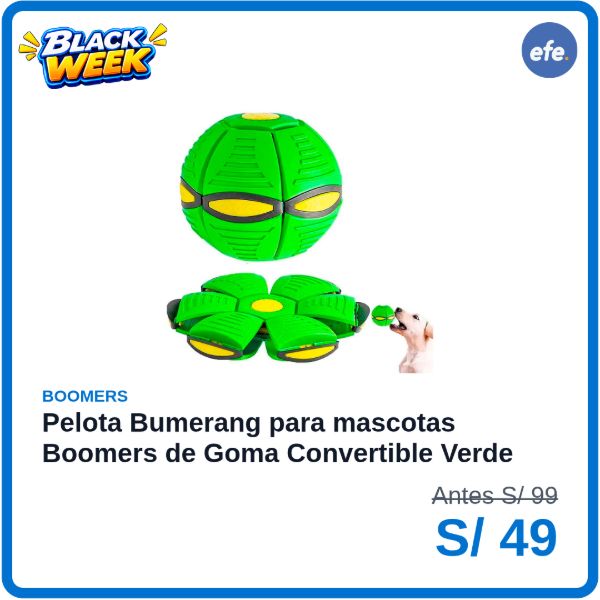 BLACK
WEEK
efe.
BOOMERS
Pelota Bumerang para mascotas
Boomers de Goma Convertible Verde
Antes S/ 99
S/ 49